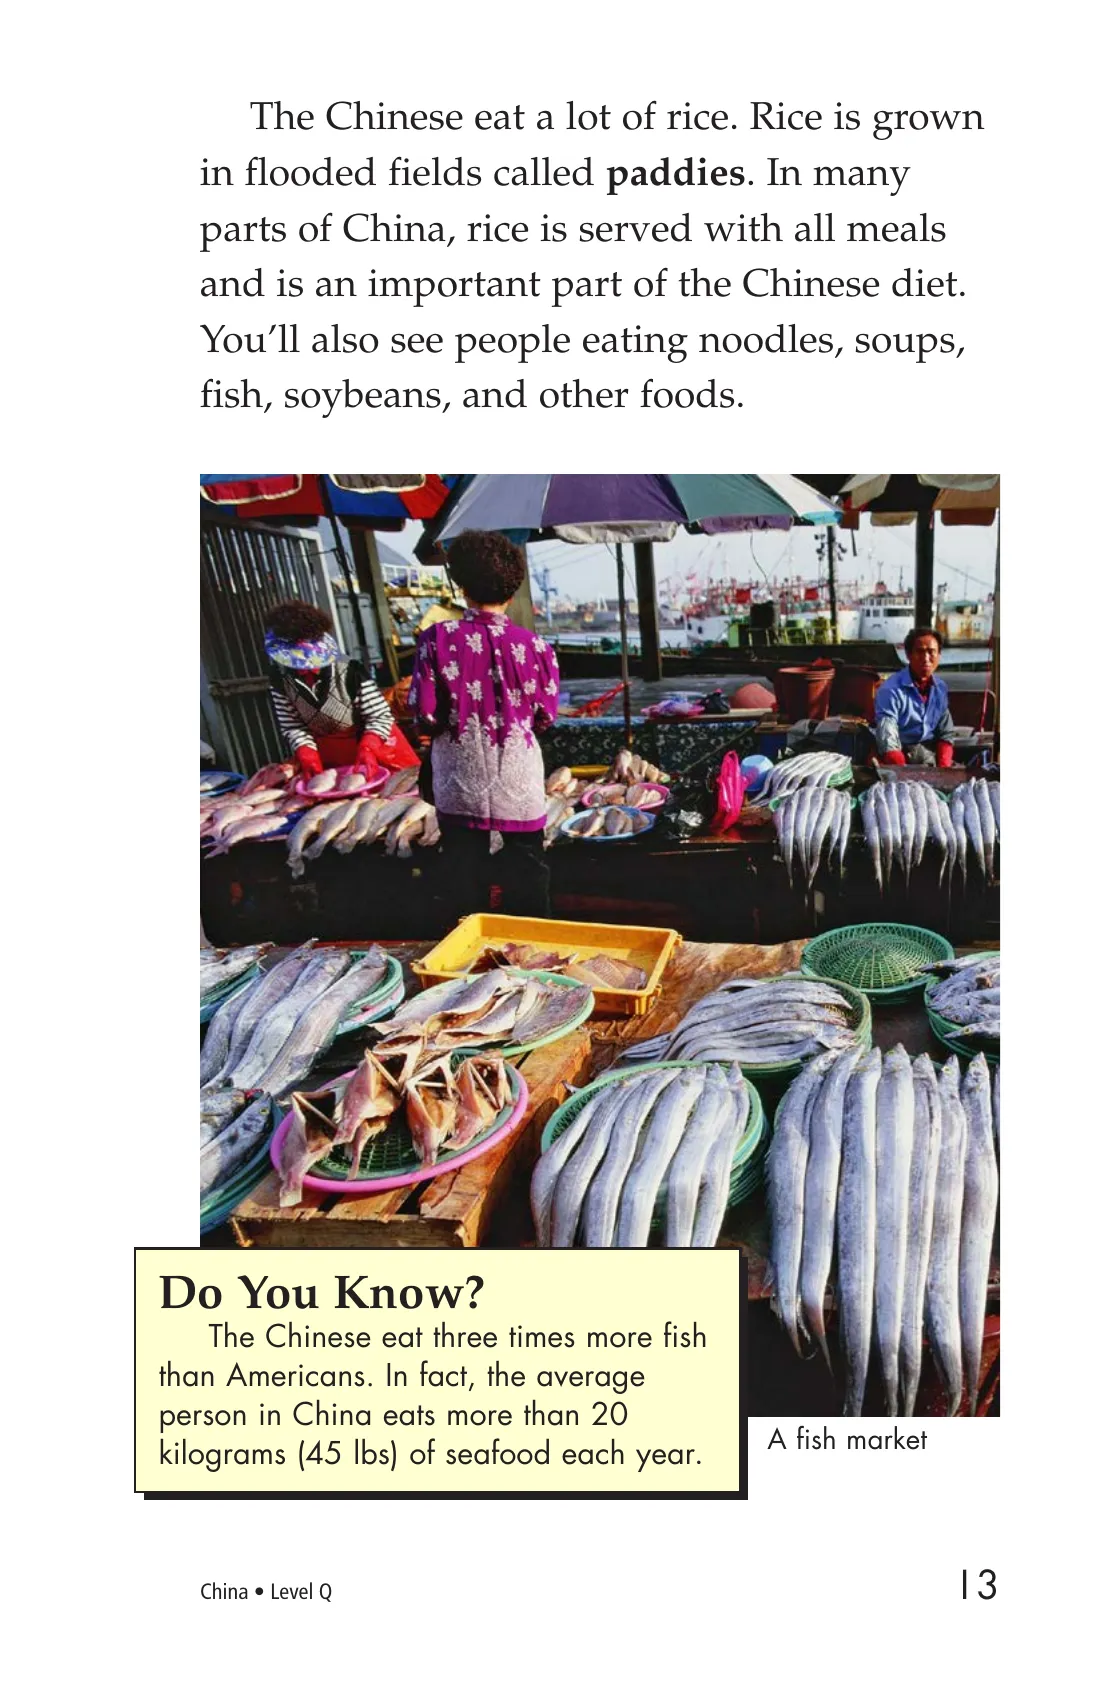 The Chinese eat a lot of rice. Rice is grown
in flooded fields called paddies. In many
parts of China, rice is served with all meals
and is an important part of the Chinese diet.
You’ll also see people eating noodles, soups,
fish, soybeans, and other foods.
Do You Know?
The Chinese eat three times more fish
than Americans. In fact, the average
person in China eats more than 20
kilograms (45 lbs) of seafood each year.
A fish market
China • Level Q
13